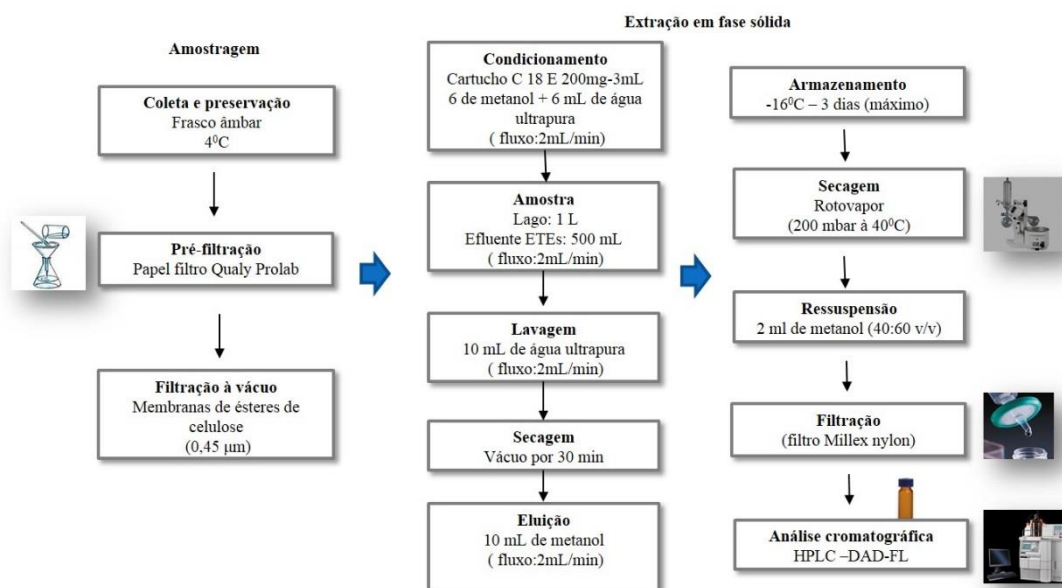 Extração em fase sólida
Amostragem
Coleta e preservação
Frasco âmbar
4⁰C
Pré-filtração
Papel filtro Qualy Prolab
Filtração à vácuo
Membranas de ésteres de
celulose
(0,45 µm)
Condicionamento
Cartucho C 18 E 200mg-3mL
6 de metanol + 6 mL de água
ultrapura
( fluxo:2mL/min)
Amostra
Lago: 1 L
Efluente ETEs: 500 mL
( fluxo:2mL/min)
Lavagem
10 mL de água ultrapura
( fluxo:2mL/min)
Secagem
Vácuo por 30 min
Eluição
10 mL de metanol
( fluxo:2mL/min)
Armazenamento
-16⁰C – 3 dias (máximo)
Secagem
Rotovapor
(200 mbar à 40⁰C)
Ressuspensão
2 ml de metanol (40:60 v/v)
Filtração
(filtro Millex nylon)
Análise cromatográfica
HPLC –DAD-FL